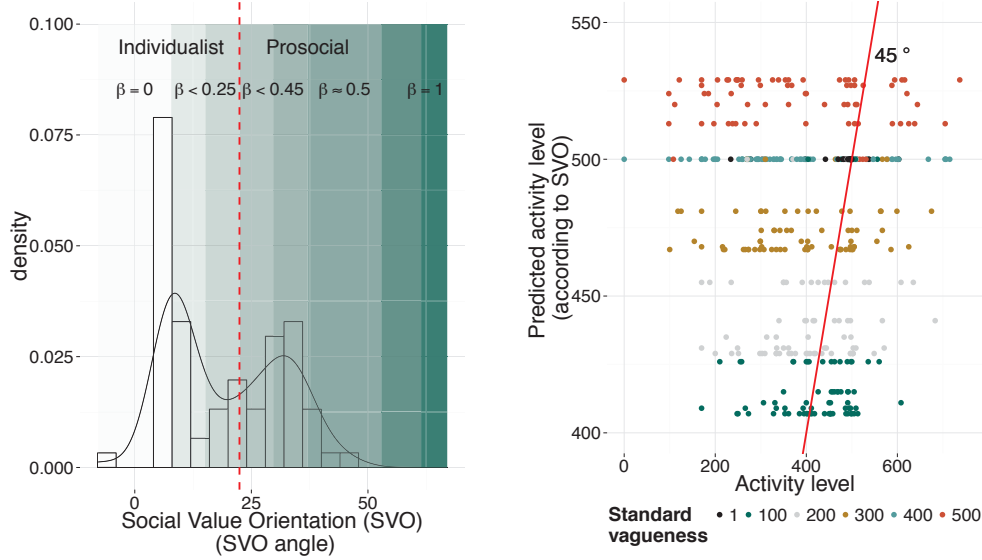 0.100
0.075
0.050
0.025
0.000
density
Individualist Prosocial
β = 0 β < 0.25 β < 0.45 β ≈ 0.5 β = 1
0 25 50
Social Value Orientation (SVO)
(SVO angle)
550
500
450
400
Predicted activity level
(according to SVO)
45 °
0 200 400 600
Activity level
Standard
vagueness
1 100 200 300 400 500